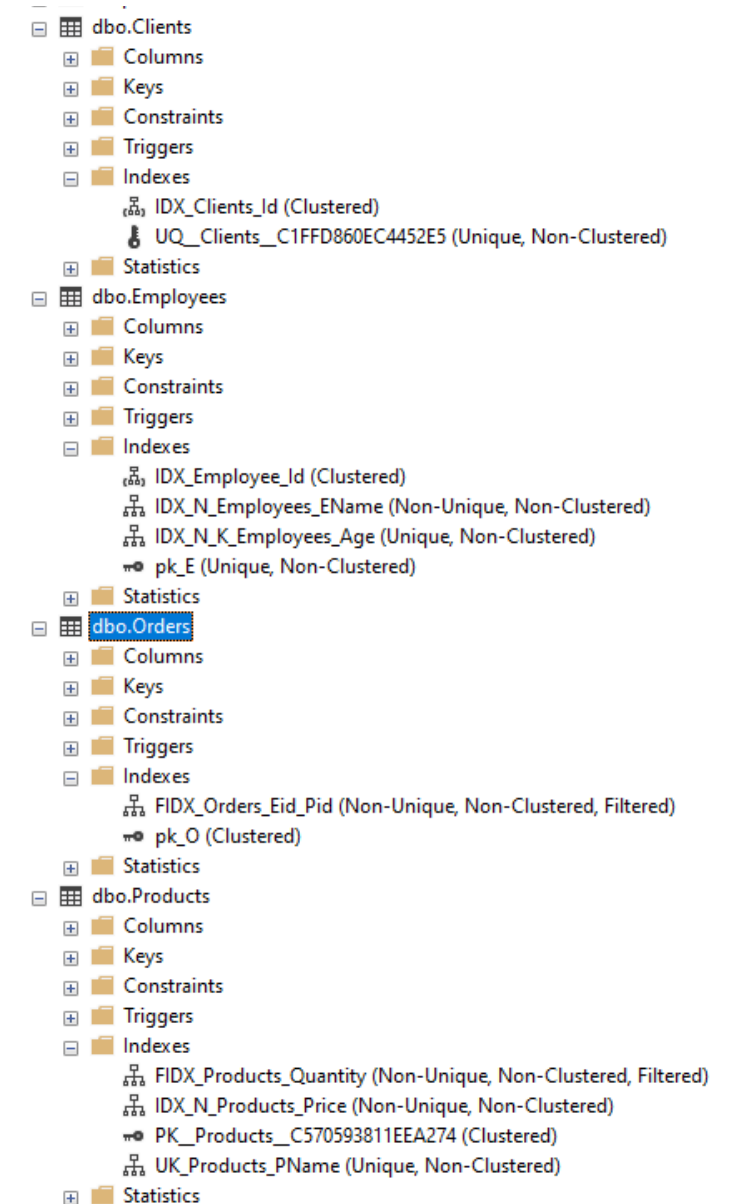 dbo.Clients
Columns
Keys
Constraints
Triggers
Indexes
IDX_Clients_Id (Clustered)
UQ__Clients__C1FFD860EC4452E5 (Unique, Non-Clustered)
Statistics
dbo.Employees
Columns
Keys
Constraints
Triggers
Indexes
IDX_Employee_Id (Clustered)
IDX_N_Employees_EName (Non-Unique, Non-Clustered)
IDX_N_K_Employees_Age (Unique, Non-Clustered)
pk_E (Unique, Non-Clustered)
Statistics
dbo.Orders
Columns
Keys
Constraints
Triggers
Indexes
FIDX_Orders_Eid_Pid (Non-Unique, Non-Clustered, Filtered)
pk_O (Clustered)
Statistics
dbo.Products
Columns
Keys
Constraints
Triggers
Indexes
FIDX_Products_Quantity (Non-Unique, Non-Clustered, Filtered)
IDX_N_Products_Price (Non-Unique, Non-Clustered)
PK__Products__C570593811EEA274 (Clustered)
UK_Products_PName (Unique, Non-Clustered)
Statistics